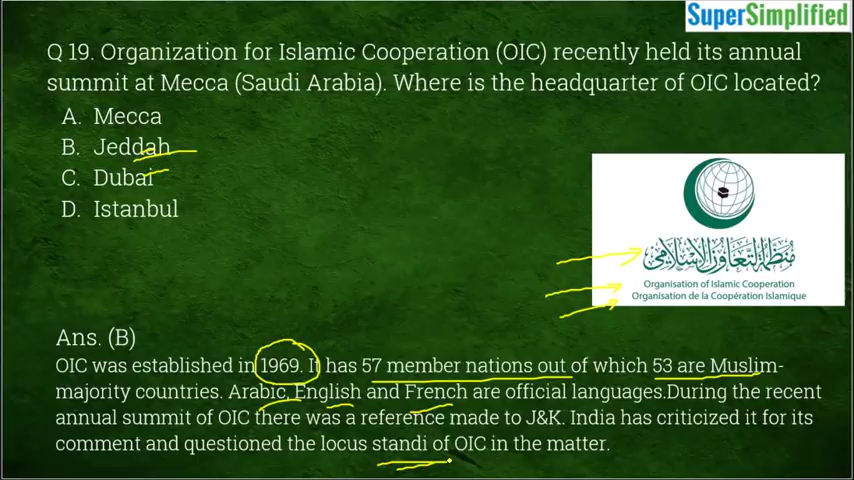 SuperSimplified
Q 19. Organization for Islamic Cooperation (OIC) recently held its annual
summit at Mecca (Saudi Arabia). Where is the headquarter of OIC located?
A. Mecca
B. Jeddah
C. Dubai
D. Istanbul
منظمة التعاون الإسلامي
Organisation of Islamic Cooperation
Organisation de la Coopération Islamique
Ans. (B)
OIC was established in 1969. It has 57 member nations out of which 53 are Muslim-
majority countries. Arabic, English and French are official languages.During the recent
annual summit of OIC there was a reference made to J&K. India has criticized it for its
comment and questioned the locus standi of OIC in the matter.